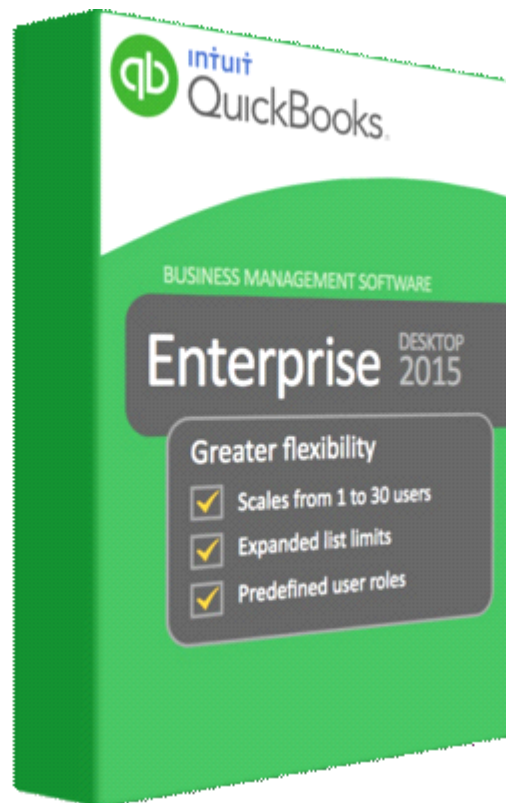 qb
ıntuıt
QuickBooks.
BUSINESS MANAGEMENT SOFTWARE
Enterprise DESKTOP 2015
Greater flexibility
Scales from 1 to 30 users
Expanded list limits
Predefined user roles